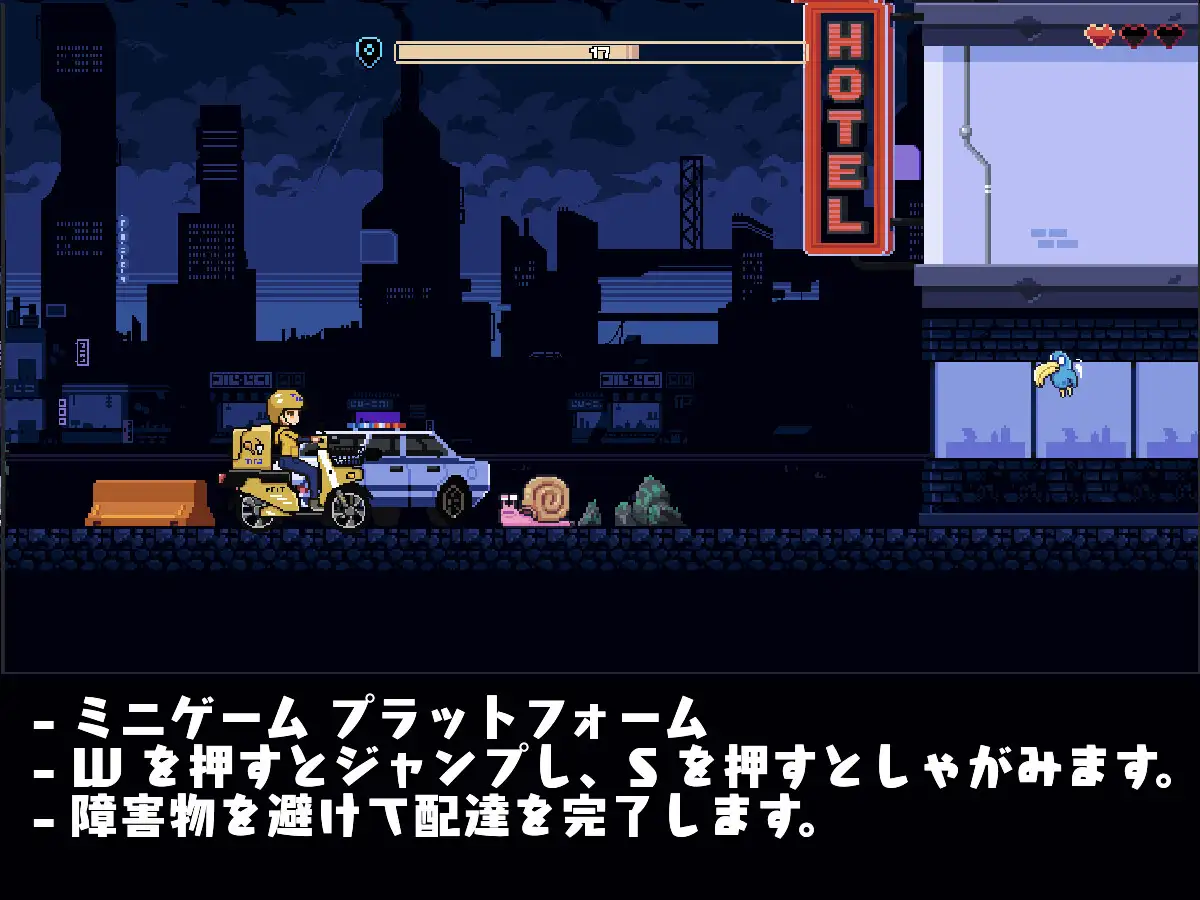 17
HOTEL
- ミニゲーム プラットフォーム
- W を押すとジャンプし、S を押すとしゃがみます。
- 障害物を避けて配達を完了します。